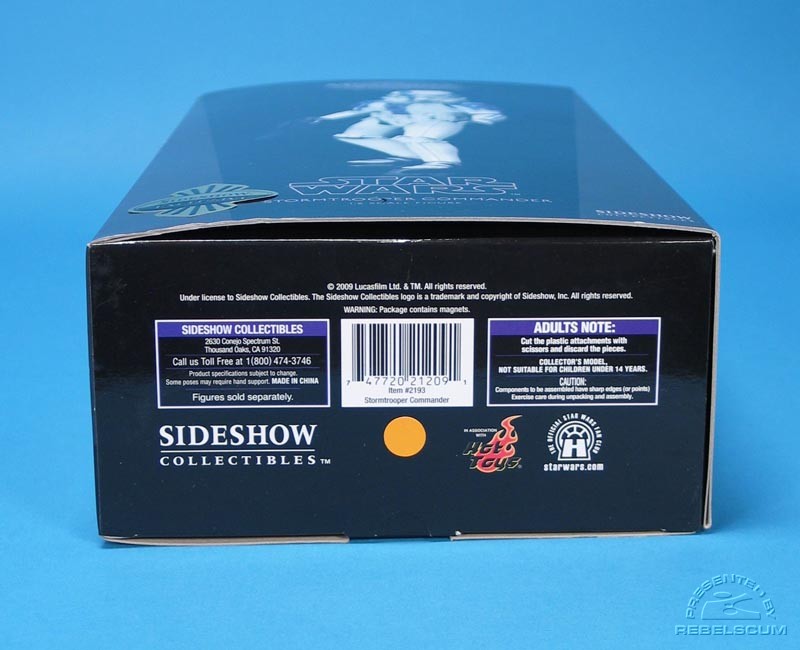 STAR
WARS
STORMTROOPER COMMANDER
SIDESHOW
© 2009 Lucasfilm Ltd. & TM. All rights reserved.
Under license to Sideshow Collectibles. The Sideshow Collectibles logo is a trademark and copyright of Sideshow, Inc. All rights reserved.
WARNING: Package contains magnets.
SIDESHOW COLLECTIBLES
2630 Conejo Spectrum St.
Thousand Oaks, CA 91320
Call us Toll Free at 1(800) 474-3746
Product specifications subject to change.
Some poses may require hand support. MADE IN CHINA
Figures sold separately.
7 47720 21209 1
Item #2193
Stormtrooper Commander
ADULTS NOTE:
Cut the plastic attachments with
scissors and discard the pieces.
COLLECTOR'S MODEL,
NOT SUITABLE FOR CHILDREN UNDER 14 YEARS.
CAUTION:
Components to be assembled have sharp edges (or points)
Exercise care during unpacking and assembly.
SIDESHOW
COLLECTIBLES™
IN ASSOCIATION
WITH
Hot
Toys
THE OFFICIAL STAR WARS FAN CLUB
starwars.com
PRESENTED BY
REBELSCUM